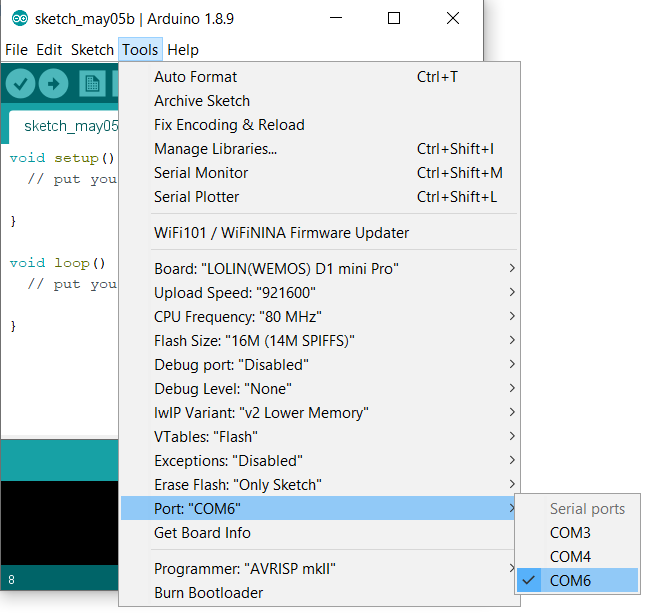 sketch_may05b | Arduino 1.8.9
File Edit Sketch Tools Help
sketch_may05
void setup()
// put you
}
void loop()
// put you
}
8
Auto Format Ctrl+T
Archive Sketch
Fix Encoding & Reload
Manage Libraries... Ctrl+Shift+I
Serial Monitor Ctrl+Shift+M
Serial Plotter Ctrl+Shift+L
WiFi101 / WiFiNINA Firmware Updater
Board: "LOLIN(WEMOS) D1 mini Pro"
Upload Speed: "921600"
CPU Frequency: "80 MHz"
Flash Size: "16M (14M SPIFFS)"
Debug port: "Disabled"
Debug Level: "None"
lwIP Variant: "v2 Lower Memory"
VTables: "Flash"
Exceptions: "Disabled"
Erase Flash: "Only Sketch"
Port: "COM6"
Get Board Info
Programmer: "AVRISP mkII"
Burn Bootloader
Serial ports
COM3
COM4
COM6